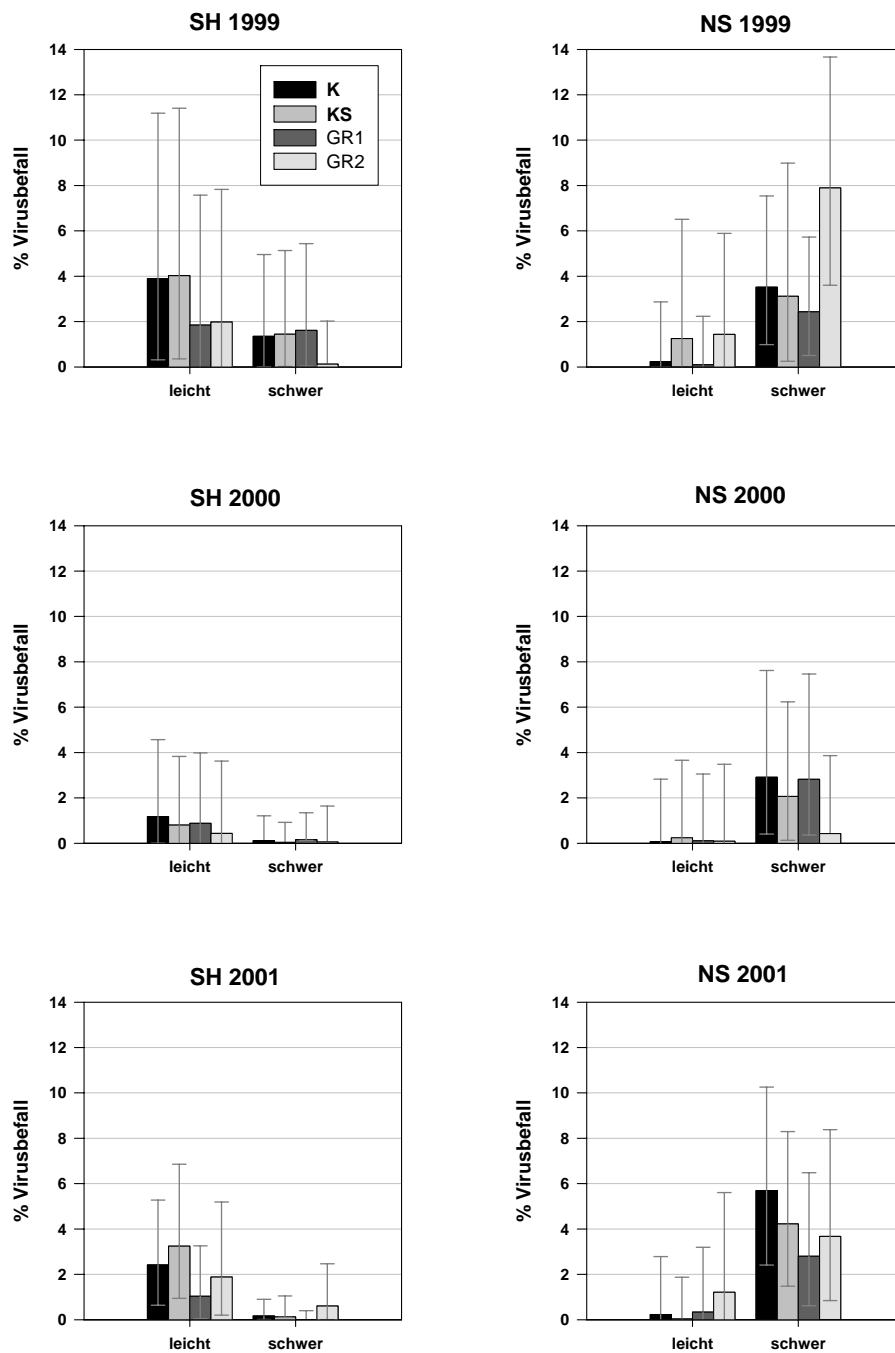 SH 1999
% Virusbefall
14
12
10
8
6
4
2
0
K
KS
GR1
GR2
leicht schwer
NS 1999
% Virusbefall
14
12
10
8
6
4
2
0
leicht schwer
SH 2000
% Virusbefall
14
12
10
8
6
4
2
0
leicht schwer
NS 2000
% Virusbefall
14
12
10
8
6
4
2
0
leicht schwer
SH 2001
% Virusbefall
14
12
10
8
6
4
2
0
leicht schwer
NS 2001
% Virusbefall
14
12
10
8
6
4
2
0
leicht schwer